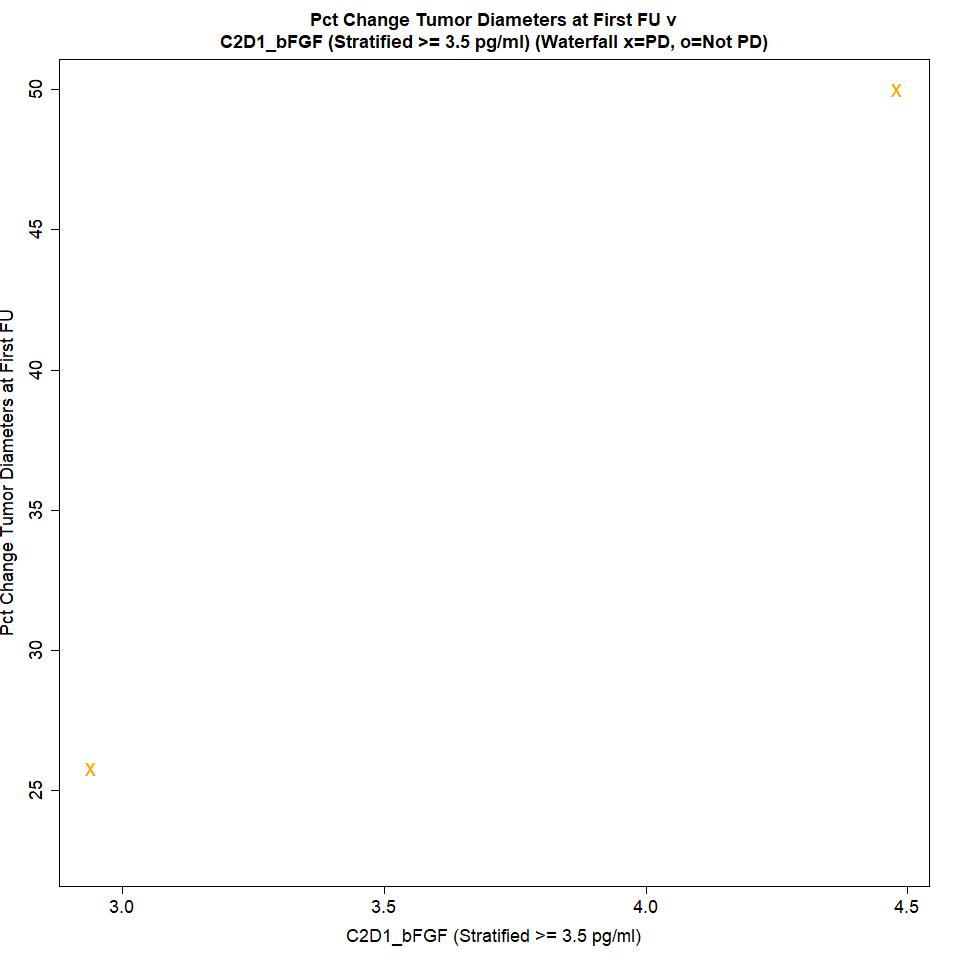 Pct Change Tumor Diameters at First FU v
C2D1_bFGF (Stratified >= 3.5 pg/ml) (Waterfall x=PD, o=Not PD)
Pct Change Tumor Diameters at First FU
50
45
40
35
30
25
X
X
3.0
3.5
4.0
4.5
C2D1_bFGF (Stratified >= 3.5 pg/ml)